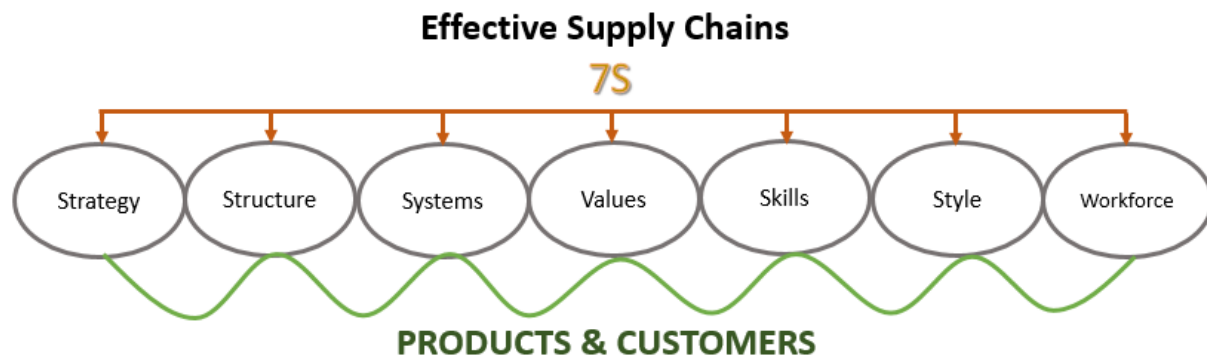 Effective Supply Chains
7S
Strategy
Structure
Systems
Values
Skills
Style
Workforce
PRODUCTS & CUSTOMERS